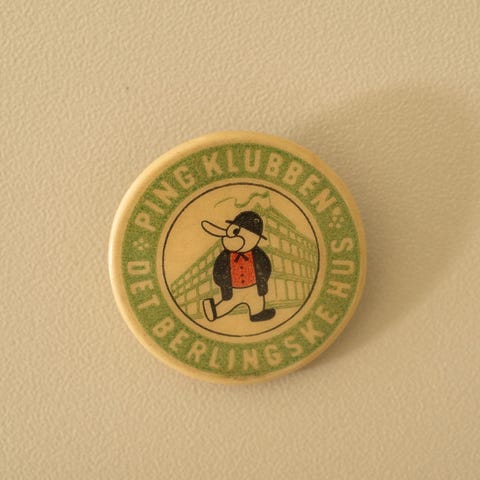 PING KLUBBEN
DET BERLINGSKE HUS